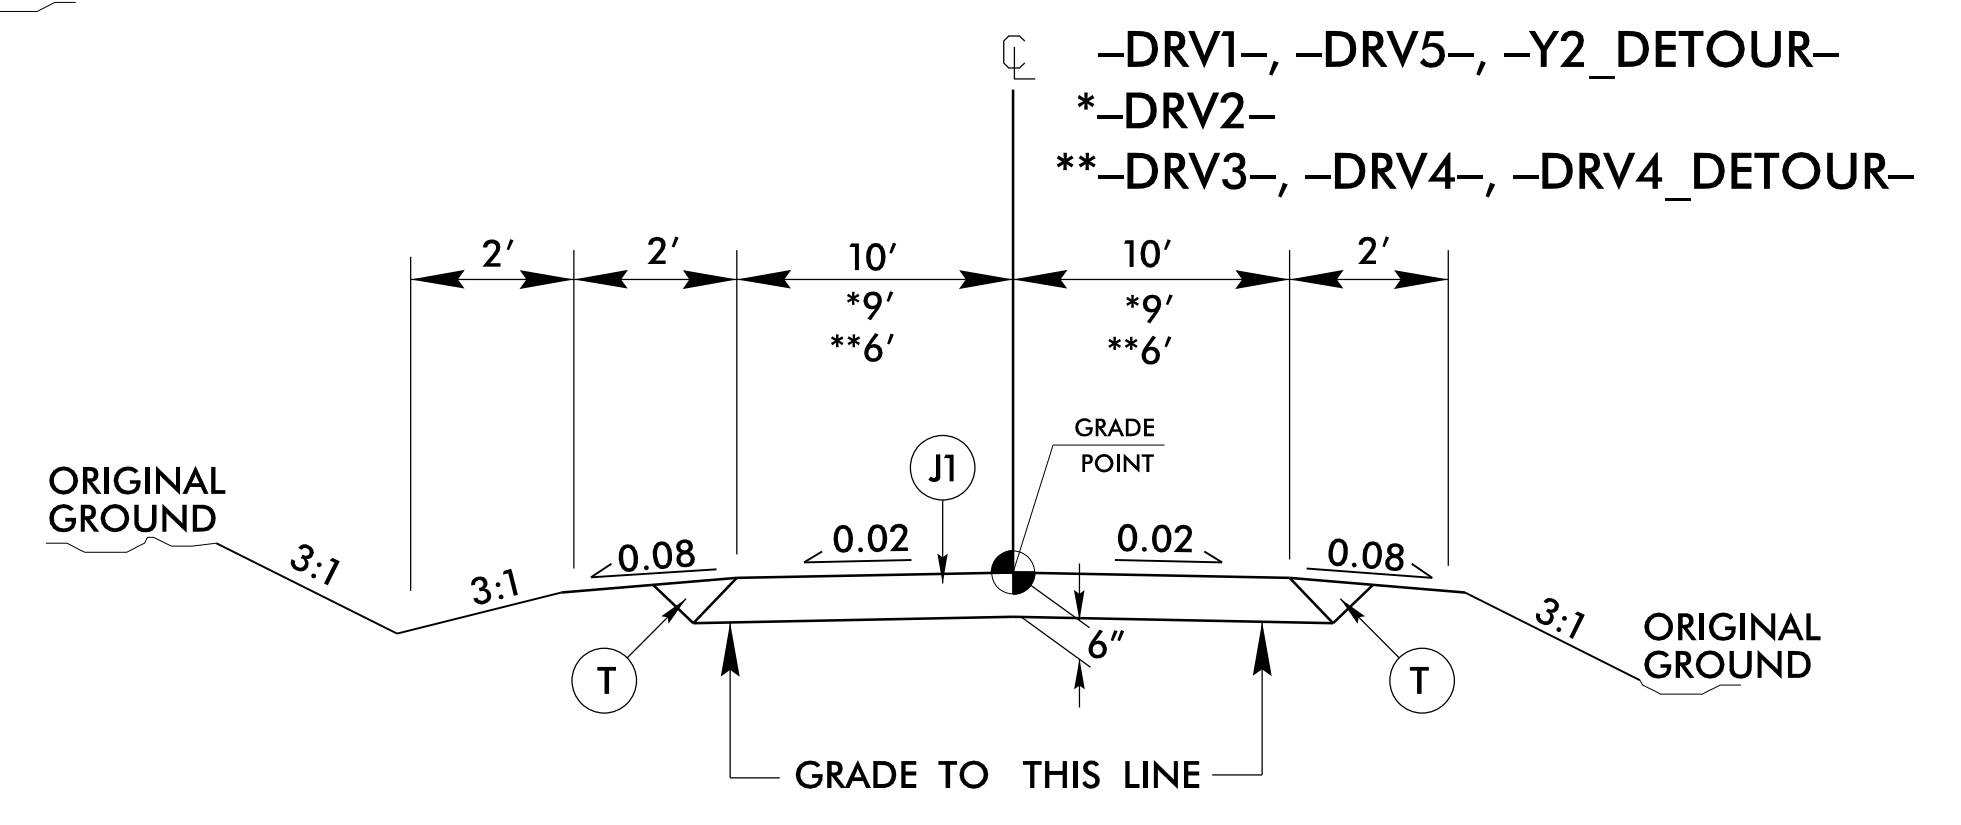 ℄ –DRV1–, –DRV5–, –Y2_DETOUR–
*–DRV2–
**–DRV3–, –DRV4–, –DRV4_DETOUR–
2' 2' 10' 10' 2'
*9' *9'
**6' **6'
GRADE
POINT
J1
ORIGINAL
GROUND
3:1
3:1
0.08
0.02
0.02
0.08
3:1
ORIGINAL
GROUND
6"
T
T
GRADE TO THIS LINE